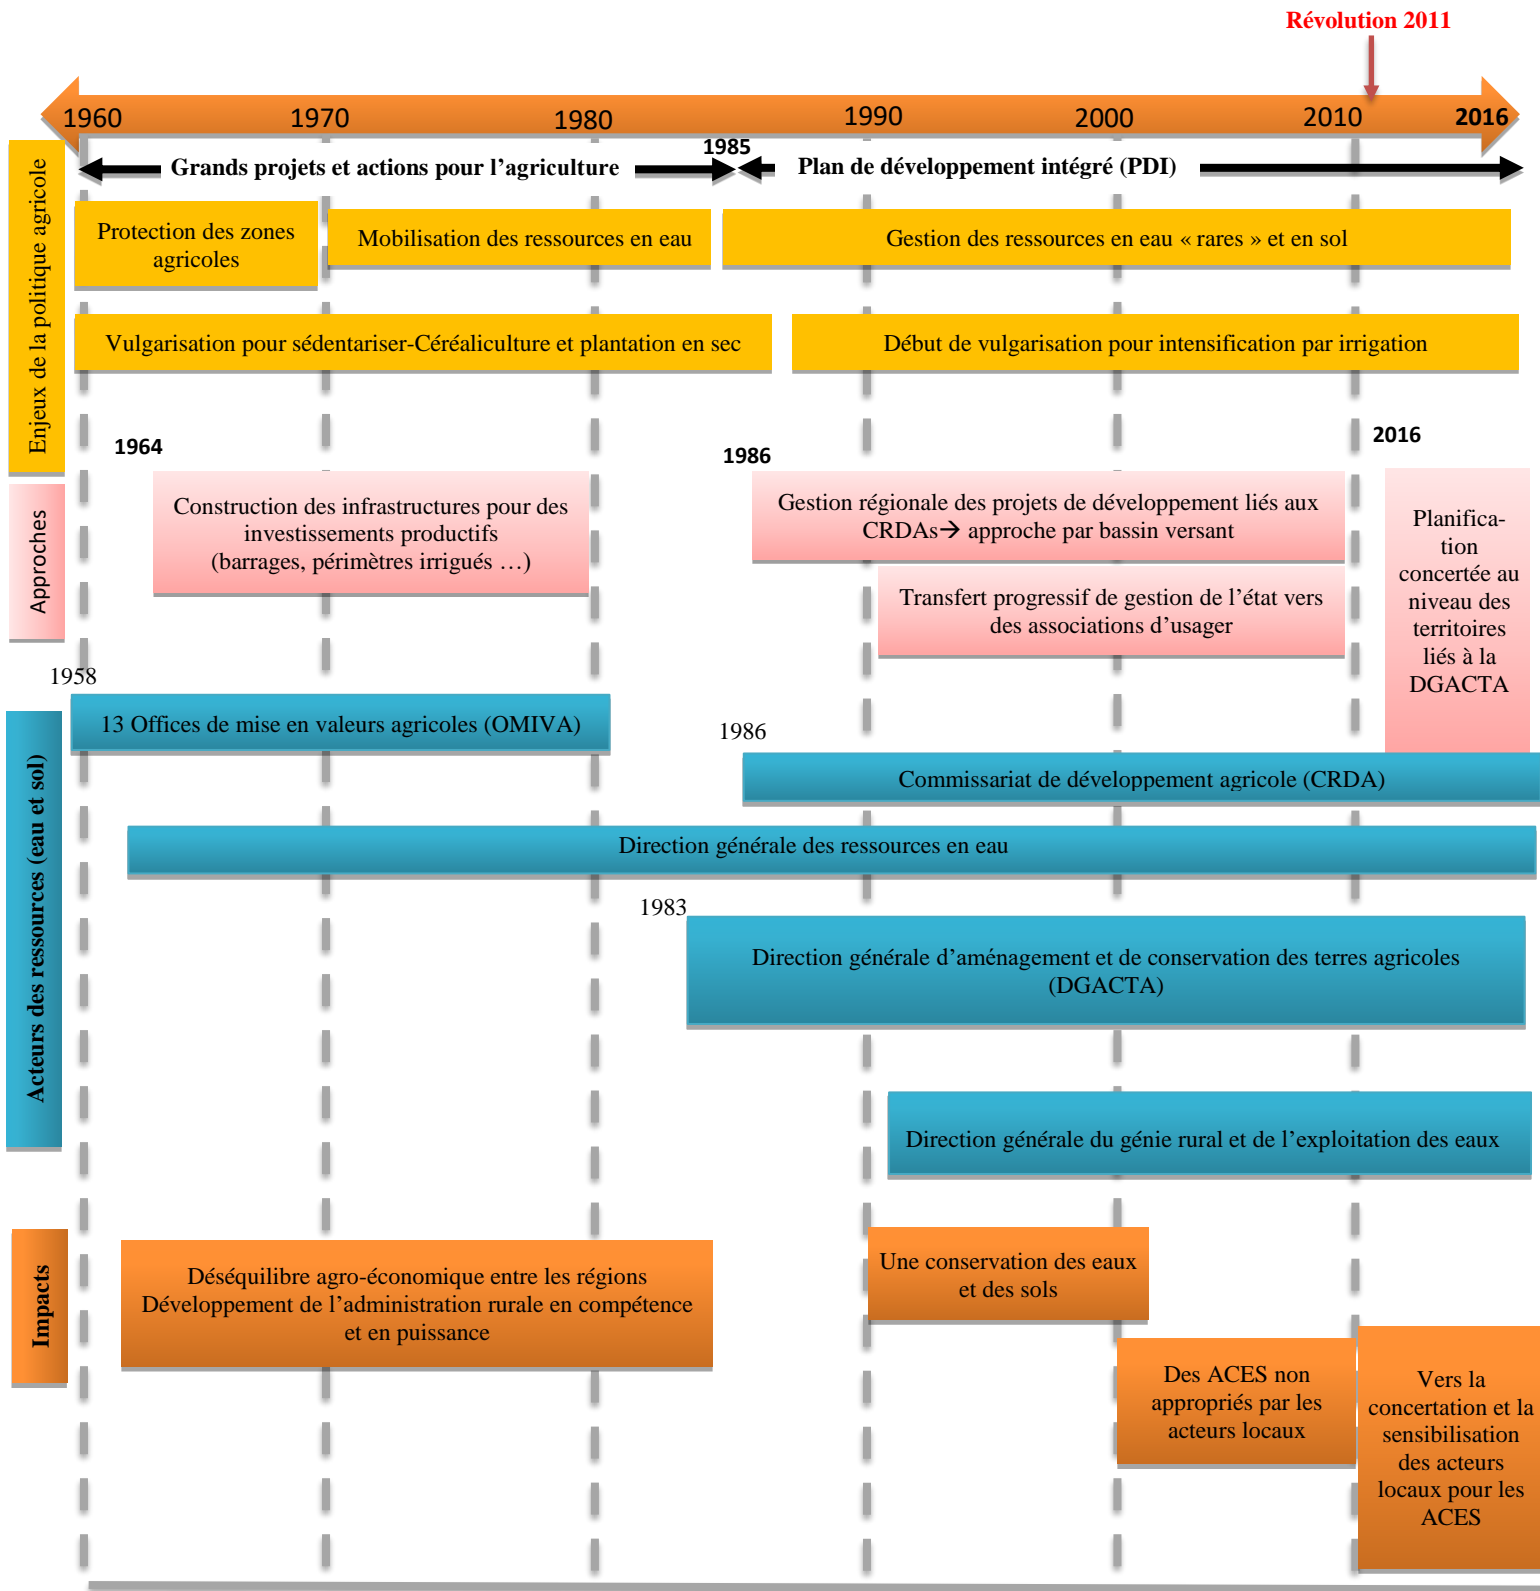 Révolution 2011
1960 1970 1980 1990 2000 2010 2016
1985
Grands projets et actions pour l’agriculture
Plan de développement intégré (PDI)
Enjeux de la politique agricole
Protection des zones
agricoles
Mobilisation des ressources en eau
Gestion des ressources en eau « rares » et en sol
Vulgarisation pour sédentariser-Céréaliculture et plantation en sec
Début de vulgarisation pour intensification par irrigation
Approches
1964
Construction des infrastructures pour des
investissements productifs
(barrages, périmètres irrigués …)
1986
Gestion régionale des projets de développement liés aux
CRDAs→ approche par bassin versant
Transfert progressif de gestion de l’état vers
des associations d’usager
2016
Planifica-
tion
concertée au
niveau des
territoires
liés à la
DGACTA
Acteurs des ressources (eau et sol)
1958
13 Offices de mise en valeurs agricoles (OMIVA)
1986
Commissariat de développement agricole (CRDA)
Direction générale des ressources en eau
1983
Direction générale d’aménagement et de conservation des terres agricoles
(DGACTA)
Direction générale du génie rural et de l’exploitation des eaux
Impacts
Déséquilibre agro-économique entre les régions
Développement de l’administration rurale en compétence
et en puissance
Une conservation des eaux
et des sols
Des ACES non
appropriés par les
acteurs locaux
Vers la
concertation et la
sensibilisation
des acteurs
locaux pour les
ACES